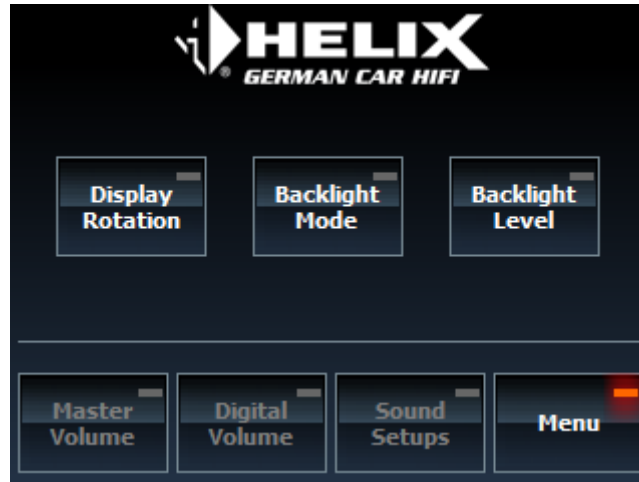 HELIX
GERMAN CAR HIFI
Display
Rotation
Backlight
Mode
Backlight
Level
Master
Volume
Digital
Volume
Sound
Setups
Menu